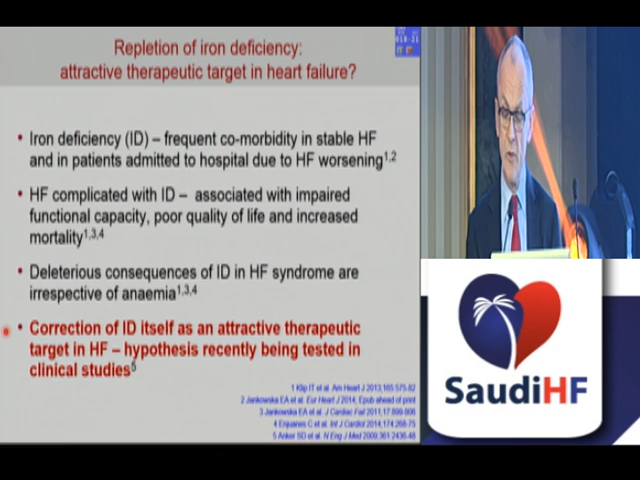 Repletion of iron deficiency:
attractive therapeutic target in heart failure?
• Iron deficiency (ID) – frequent co-morbidity in stable HF
and in patients admitted to hospital due to HF worsening1,2
• HF complicated with ID – associated with impaired
functional capacity, poor quality of life and increased
mortality1,3,4
• Deleterious consequences of ID in HF syndrome are
irrespective of anaemia1,3,4
• Correction of ID itself as an attractive therapeutic
target in HF – hypothesis recently being tested in
clinical studies5
1 Klip IT et al. Am Heart J 2013;165:575-82
2 Jankowska EA et al. Eur Heart J 2014, Epub ahead of print
3 Jankowska EA et al. J Cardiac Fail 2011;17:899-906
4 Enjuanes C et al. Int J Cardiol 2014;174:268-75
5 Anker SD et al. N Eng J Med 2009;361:2436-48
SaudiHF